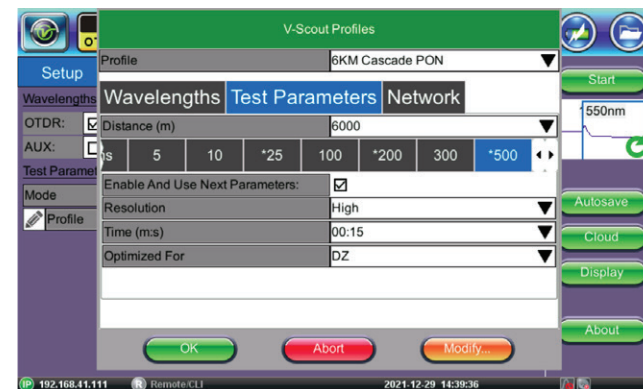 V-Scout Profiles
Profile 6KM Cascade PON
Setup
Start
Wavelengths
Wavelengths Test Parameters Network
1550nm
OTDR:
Distance (m) 6000
AUX:
5 10 *25 100 *200 300 *500
Test Paramet
Enable And Use Next Parameters:
Mode
Resolution High
Autosave
Profile
Time (m:s) 00:15
Cloud
Optimized For DZ
Display
About
OK Abort Modify...
IP 192.168.41.111 R Remote/CLI 2021-12-29 14:39:36